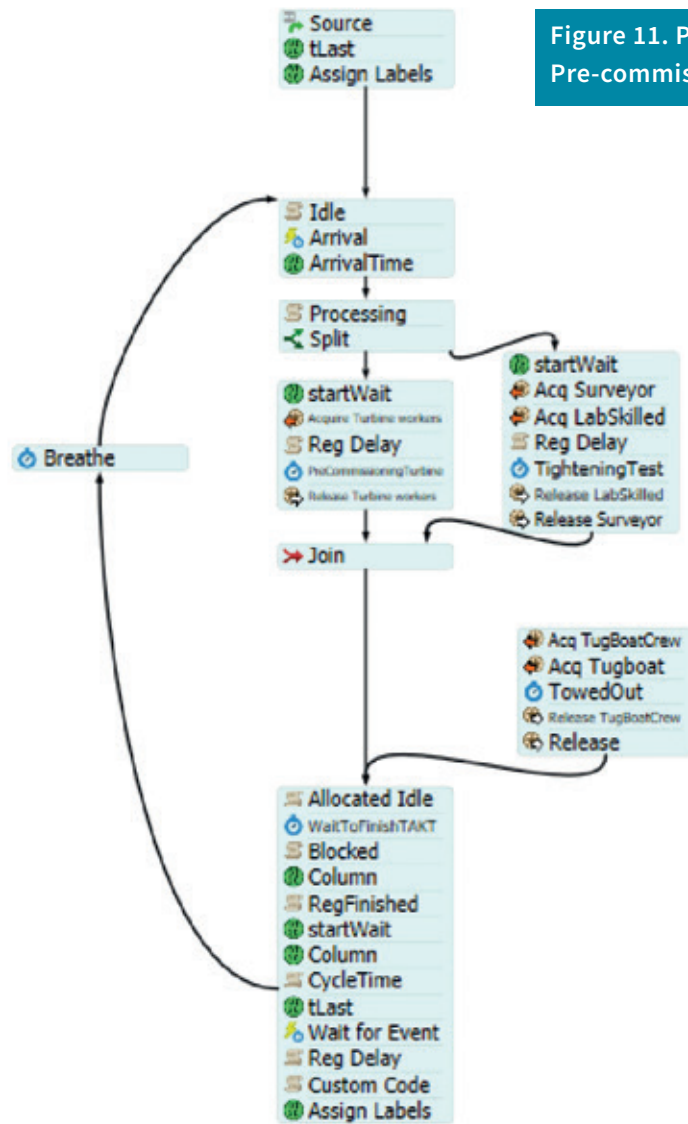 Figure 11. P
Pre-commis
Source
tLast
Assign Labels
Idle
Arrival
ArrivalTime
Processing
Split
startWait
Acquire Turbine workers
Reg Delay
PreCommissioningTurbine
Release Turbine workers
startWait
Acq Surveyor
Acq LabSkilled
Reg Delay
TighteningTest
Release LabSkilled
Release Surveyor
Breathe
Join
Acq TugBoatCrew
Acq Tugboat
TowedOut
Release TugBoatCrew
Release
Allocated Idle
WaitToFinishTAKT
Blocked
Column
RegFinished
startWait
Column
CycleTime
tLast
Wait for Event
Reg Delay
Custom Code
Assign Labels